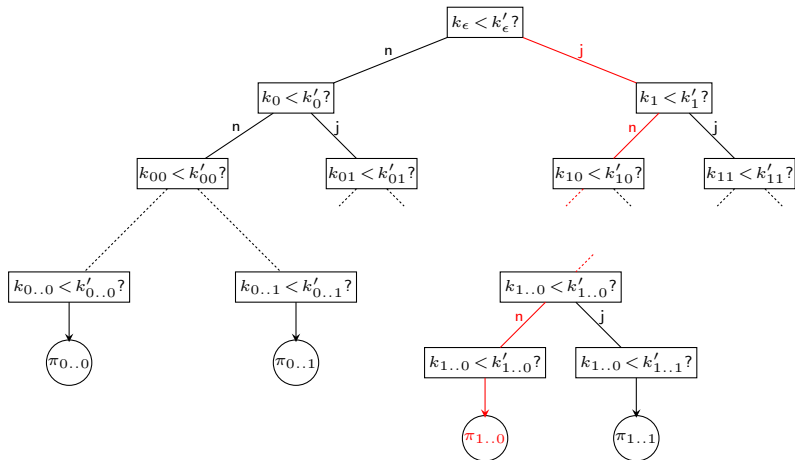 k_ϵ < k′_ϵ?
n j
k_0 < k′_0? k_1 < k′_1?
n j n j
k_00 < k′_00? k_01 < k′_01? k_10 < k′_10? k_11 < k′_11?
k_0..0 < k′_0..0? k_0..1 < k′_0..1? k_1..0 < k′_1..0?
n j
π_0..0 π_0..1 k_1..0 < k′_1..0? k_1..0 < k′_1..1?
π_1..0 π_1..1